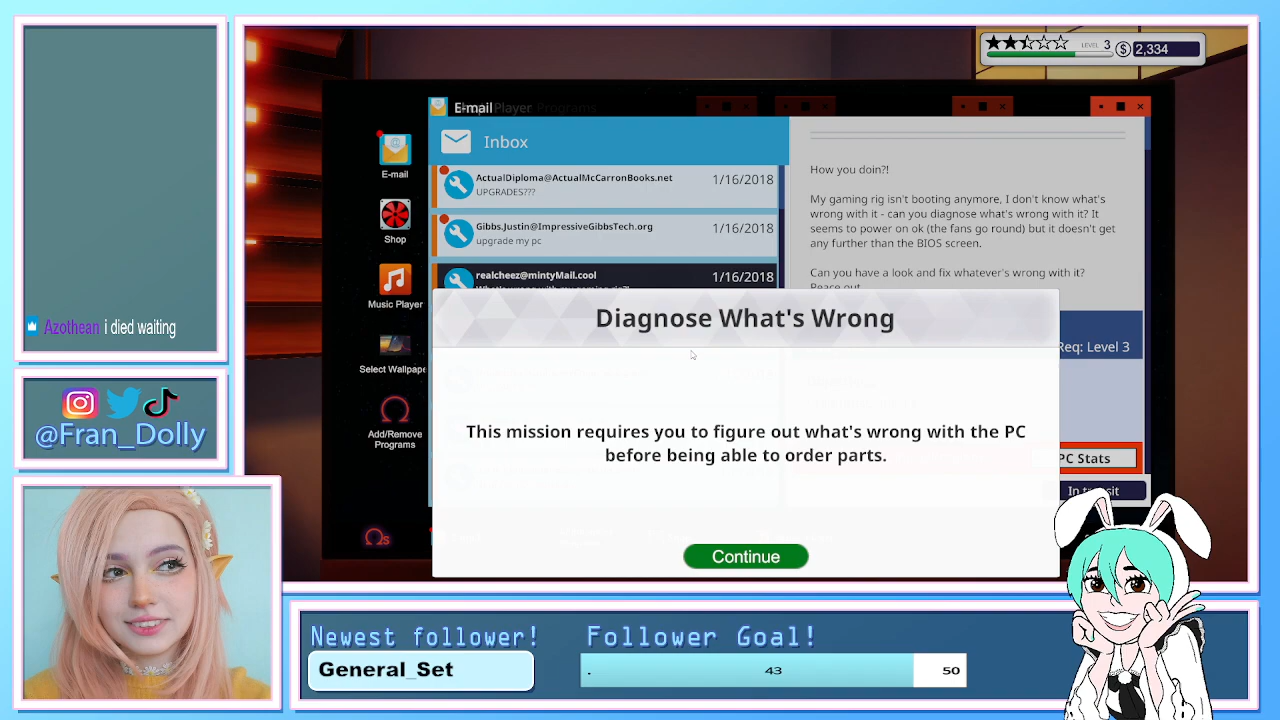 Azothean i died waiting
@Fran_Dolly
LEVEL 3
$ 2,334
E-mail
Inbox
ActualDiploma@ActualMcCarronBooks.net
1/16/2018
UPGRADES???
Gibbs.Justin@ImpressiveGibbsTech.org
1/16/2018
upgrade my pc
realcheez@mintyMail.cool
1/16/2018
E-mail
Shop
Music Player
Select Wallpape
Add/Remove
Programs
How you doin?!
My gaming rig isn't booting anymore, I don't know what's
wrong with it - can you diagnose what's wrong with it? It
seems to power on ok (the fans go round) but it doesn't get
any further than the BIOS screen.
Can you have a look and fix whatever's wrong with it?
Peace out
Req: Level 3
PC Stats
In transit
Diagnose What's Wrong
This mission requires you to figure out what's wrong with the PC
before being able to order parts.
Continue
Newest follower!
General_Set
Follower Goal!
. 43 50